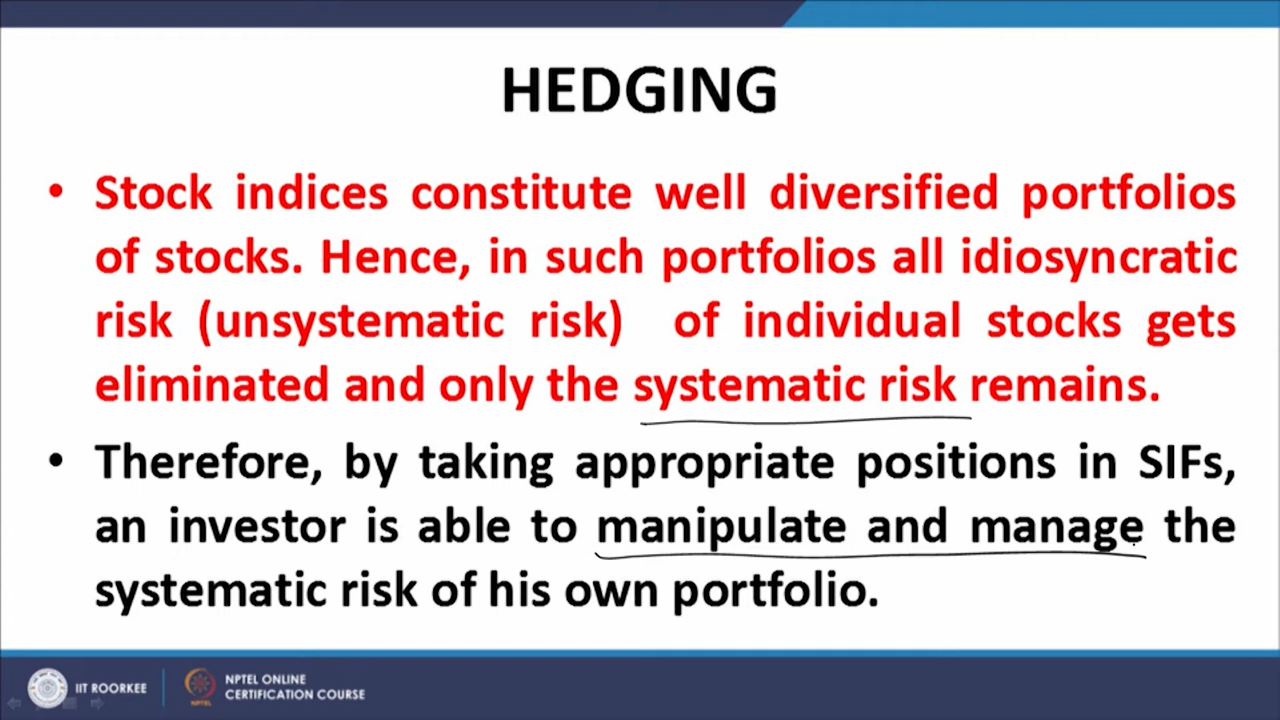 HEDGING
• Stock indices constitute well diversified portfolios
of stocks. Hence, in such portfolios all idiosyncratic
risk (unsystematic risk) of individual stocks gets
eliminated and only the systematic risk remains.
• Therefore, by taking appropriate positions in SIFs,
an investor is able to manipulate and manage the
systematic risk of his own portfolio.
IIT ROORKEE
NPTEL
NPTEL ONLINE
CERTIFICATION COURSE